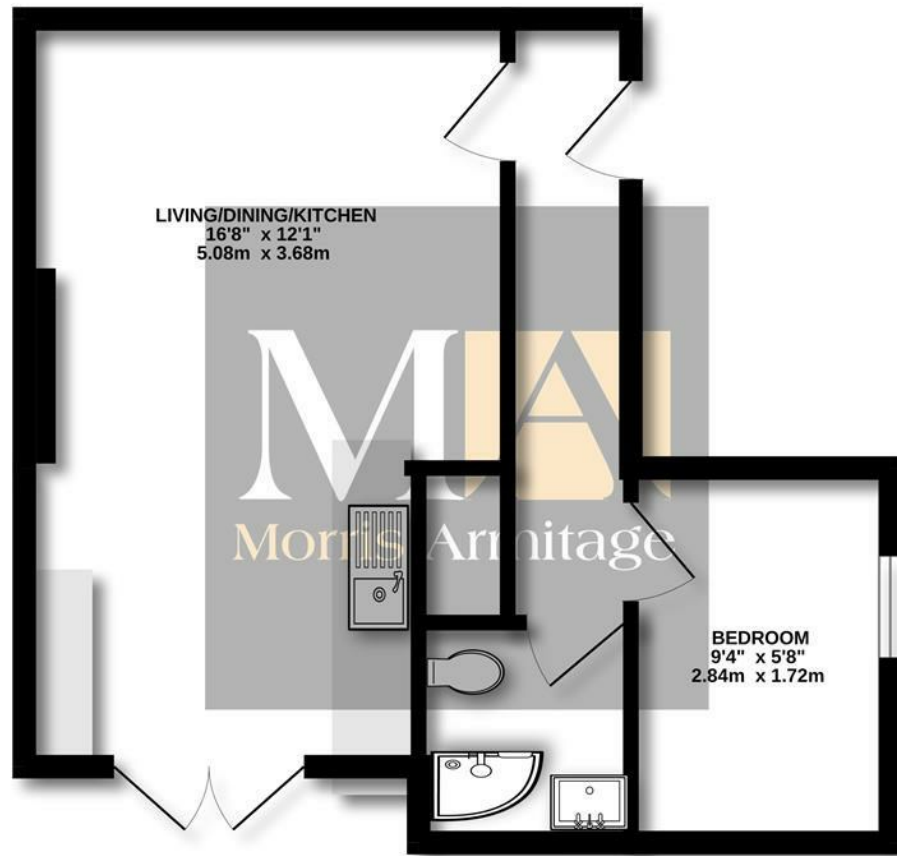 LIVING/DINING/KITCHEN
16'8" x 12'1"
5.08m x 3.68m
MA
Morris Armitage
BEDROOM
9'4" x 5'8"
2.84m x 1.72m